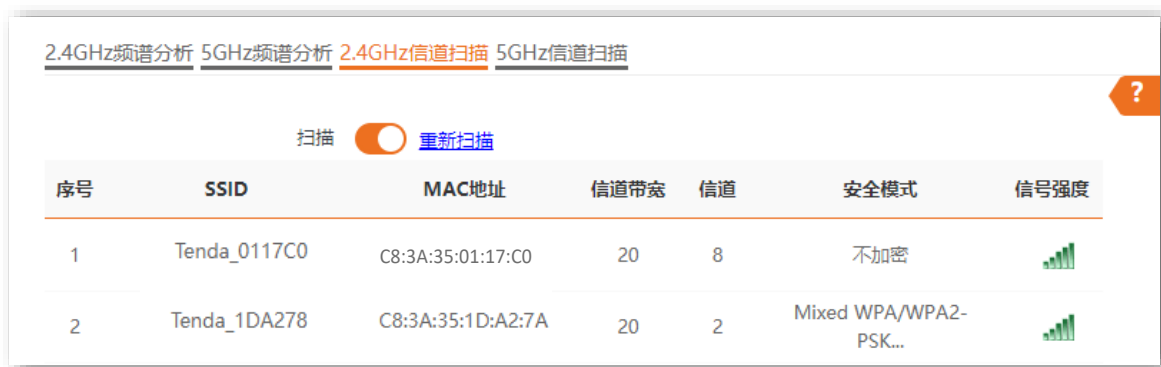 2.4GHz频谱分析 5GHz频谱分析 2.4GHz信道扫描 5GHz信道扫描
?
扫描 重新扫描
序号 SSID MAC地址 信道带宽 信道 安全模式 信号强度
1 Tenda_0117C0 C8:3A:35:01:17:C0 20 8 不加密
2 Tenda_1DA278 C8:3A:35:1D:A2:7A 20 2 Mixed WPA/WPA2-
PSK...